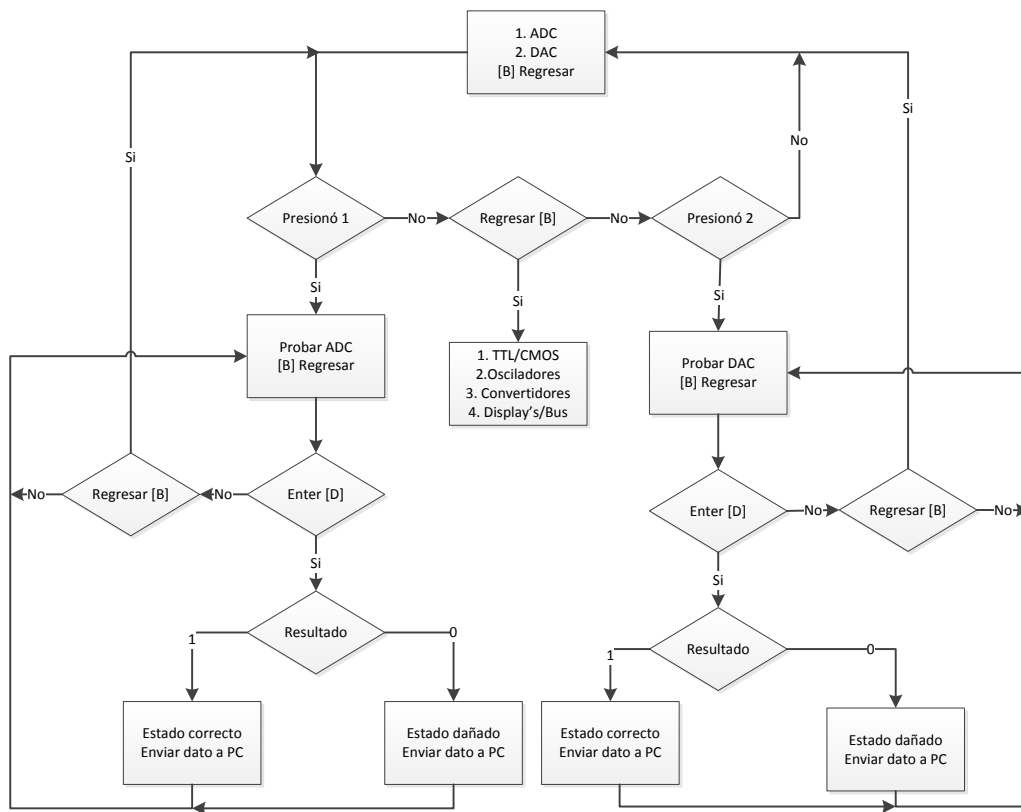 1. ADC
2. DAC
[B] Regresar
Si
Si
No
Presionó 1
No
Regresar [B]
No
Presionó 2
Si
Si
Si
Probar ADC
[B] Regresar
1. TTL/CMOS
2.Osciladores
3. Convertidores
4. Display's/Bus
Probar DAC
[B] Regresar
No
Regresar [B]
No
Enter [D]
Enter [D]
No
Regresar [B]
No
Si
Si
Resultado
1
0
Resultado
1
0
Estado correcto
Enviar dato a PC
Estado dañado
Enviar dato a PC
Estado correcto
Enviar dato a PC
Estado dañado
Enviar dato a PC